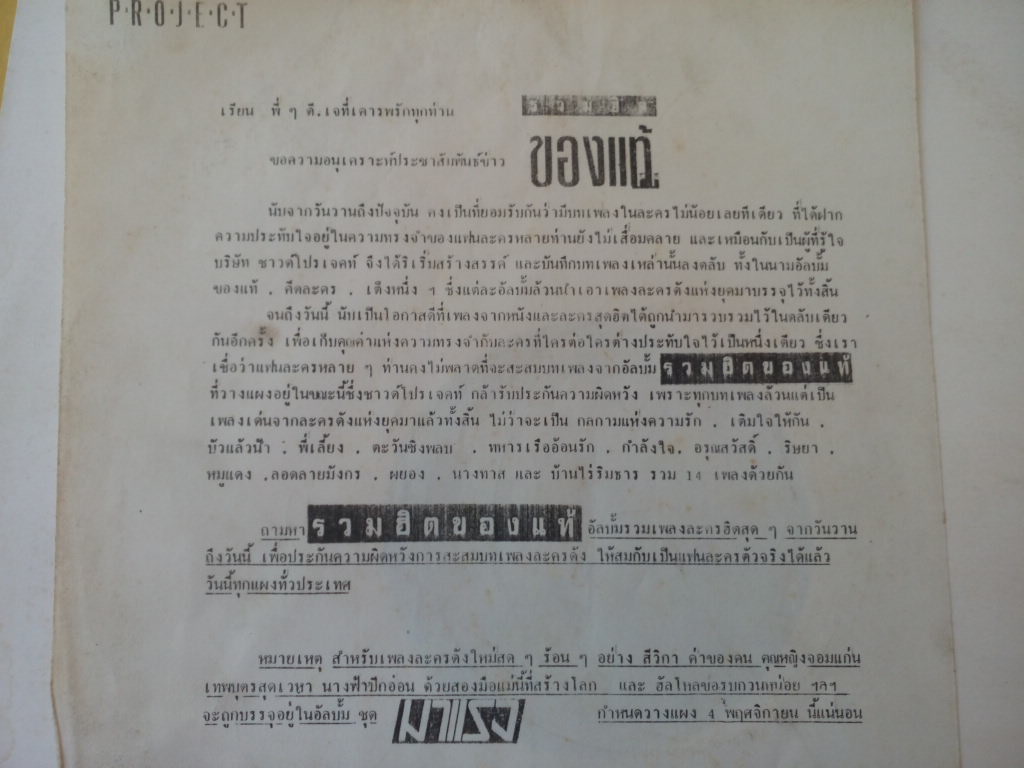 P·R·O·J·E·C·T
เรียน พี่ ๆ ดี.เจที่เคารพรักทุกท่าน
รวมฮิต
ขอความอนุเคราะห์ประชาสัมพันธ์ข่าว ของแท้
นับจากวันวานถึงปัจจุบัน คงเป็นที่ยอมรับกันว่ามีบทเพลงในละครไม่น้อยเลยทีเดียว ที่ได้ฝาก
ความประทับใจอยู่ในความทรงจำของแฟนละครหลายท่านยังไม่เสื่อมคลาย และเหมือนกับเป็นผู้ที่รู้ใจ
บริษัท ซาวด์โปรเจคท์ จึงได้ริเริ่มสร้างสรรค์ และบันทึกบทเพลงเหล่านั้นลงตลับ ทั้งในนามอัลบั้ม
ของแท้ , คีตละคร , เต็งหนึ่ง ฯ ซึ่งแต่ละอัลบั้มล้วนนำเอาเพลงละครดังแห่งยุคมาบรรจุไว้ทั้งสิ้น
จนถึงวันนี้ นับเป็นโอกาสดีที่เพลงจากหนังและละครสุดฮิตได้ถูกนำมารวบรวมไว้ในตลับเดียว
กันอีกครั้ง เพื่อเก็บคุณค่าแห่งความทรงจำกับละครที่ใครต่อใครต่างประทับใจไว้เป็นหนึ่งเดียว ซึ่งเรา
เชื่อว่าแฟนละครหลาย ๆ ท่านคงไม่พลาดที่จะสะสมบทเพลงจากอัลบั้ม รวมฮิตของแท้
ที่วางแผงอยู่ในขณะนี้ซึ่งซาวด์โปรเจคท์ กล้ารับประกันความผิดหวัง เพราะทุกบทเพลงล้วนแต่เป็น
เพลงเด่นจากละครดังแห่งยุคมาแล้วทั้งสิ้น ไม่ว่าจะเป็น กลกามแห่งความรัก , เติมใจให้กัน ,
บัวแล้งน้ำ , พี่เลี้ยง , ตะวันชิงพลบ , ทหารเรืออ้อนรัก , กำลังใจ, อรุณสวัสดิ์ , ริษยา ,
หมูแดง ,ลอดลายมังกร , ผยอง , นางทาส และ บ้านไร่ริมธาร รวม 14 เพลงด้วยกัน
ถามหา รวมฮิตของแท้ อัลบั้มรวมเพลงละครฮิตสุด ๆ จากวันวาน
ถึงวันนี้ เพื่อประกันความผิดหวังการสะสมบทเพลงละครดัง ให้สมกับเป็นแฟนละครตัวจริงได้แล้ว
วันนี้ทุกแผงทั่วประเทศ
หมายเหตุ สำหรับเพลงละครดังใหม่สด ๆ ร้อน ๆ อย่าง สีวิกา ค่าของคน คุณหญิงจอมแก่น
เทพบุตรสุดเวหา นางฟ้าปีกอ่อน ด้วยสองมือแม่นี้ที่สร้างโลก และ ฮัลโหลขอรบกวนหน่อย ฯลฯ
จะถูกบรรจุอยู่ในอัลบั้ม ชุด มาแรง กำหนดวางแผง 4 พฤศจิกายน นี้แน่นอน